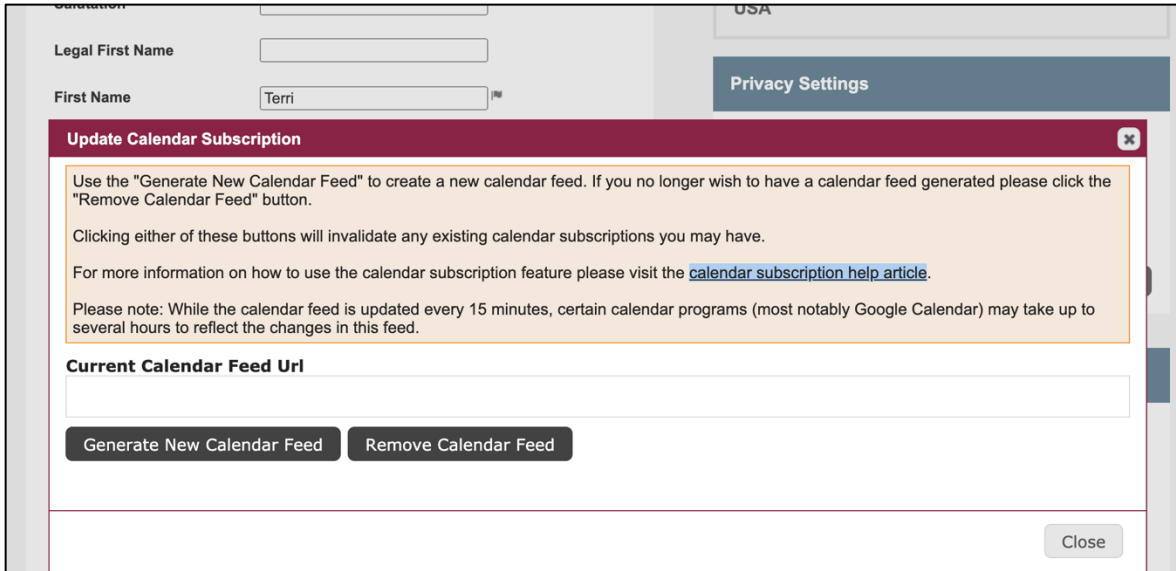 Salutation
USA
Legal First Name
Privacy Settings
First Name
Terri
Update Calendar Subscription
Use the "Generate New Calendar Feed" to create a new calendar feed. If you no longer wish to have a calendar feed generated please click the
"Remove Calendar Feed" button.
Clicking either of these buttons will invalidate any existing calendar subscriptions you may have.
For more information on how to use the calendar subscription feature please visit the calendar subscription help article.
Please note: While the calendar feed is updated every 15 minutes, certain calendar programs (most notably Google Calendar) may take up to
several hours to reflect the changes in this feed.
Current Calendar Feed Url
Generate New Calendar Feed
Remove Calendar Feed
Close